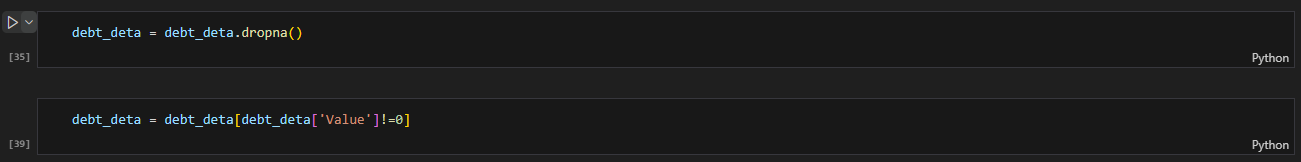 debt_deta = debt_deta.dropna()
[35]
Python
debt_deta = debt_deta[debt_deta['Value']!=0]
[39]
Python